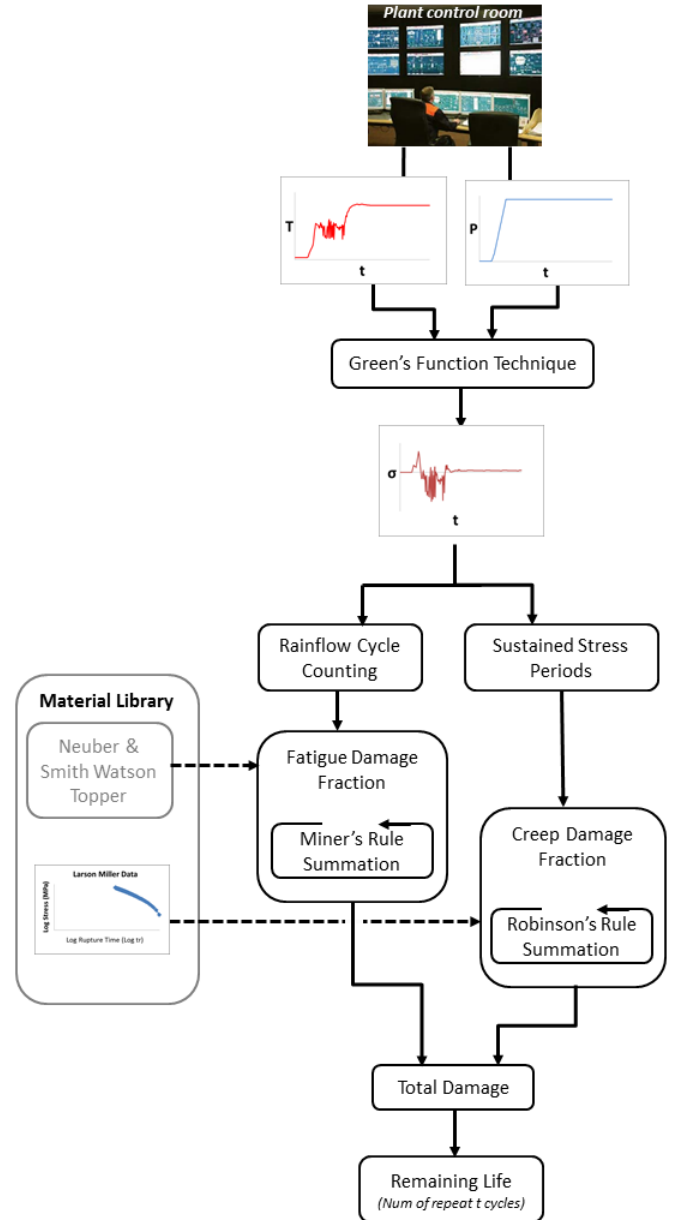 Plant control room
T
t
P
t
Green's Function Technique
σ
t
Rainflow Cycle
Counting
Sustained Stress
Periods
Material Library
Neuber &
Smith Watson
Topper
Fatigue Damage
Fraction
Miner's Rule
Summation
Creep Damage
Fraction
Robinson's Rule
Summation
Larson Miller Data
Log Stress (MPa)
Log Rupture Time (Log tr)
Total Damage
Remaining Life
(Num of repeat t cycles)